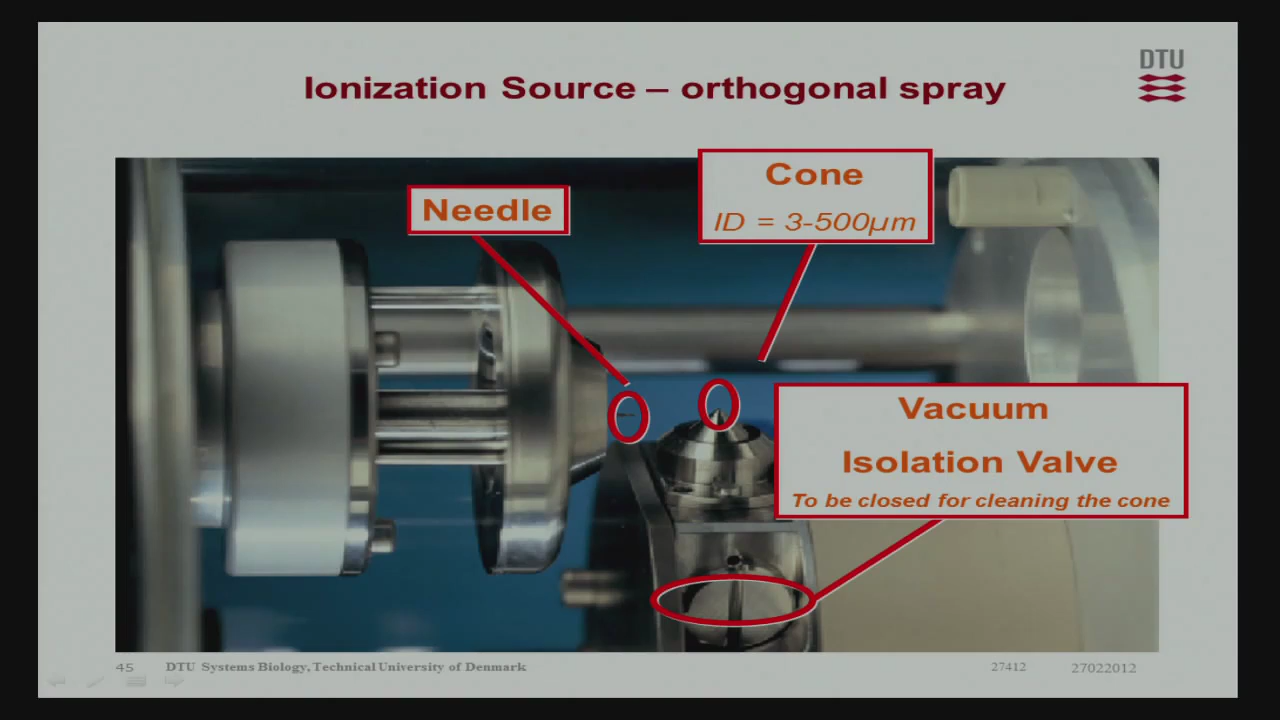 Ionization Source – orthogonal spray
DTU
Needle
Cone
ID = 3-500µm
Vacuum
Isolation Valve
To be closed for cleaning the cone
45 DTU Systems Biology, Technical University of Denmark 27412 27022012